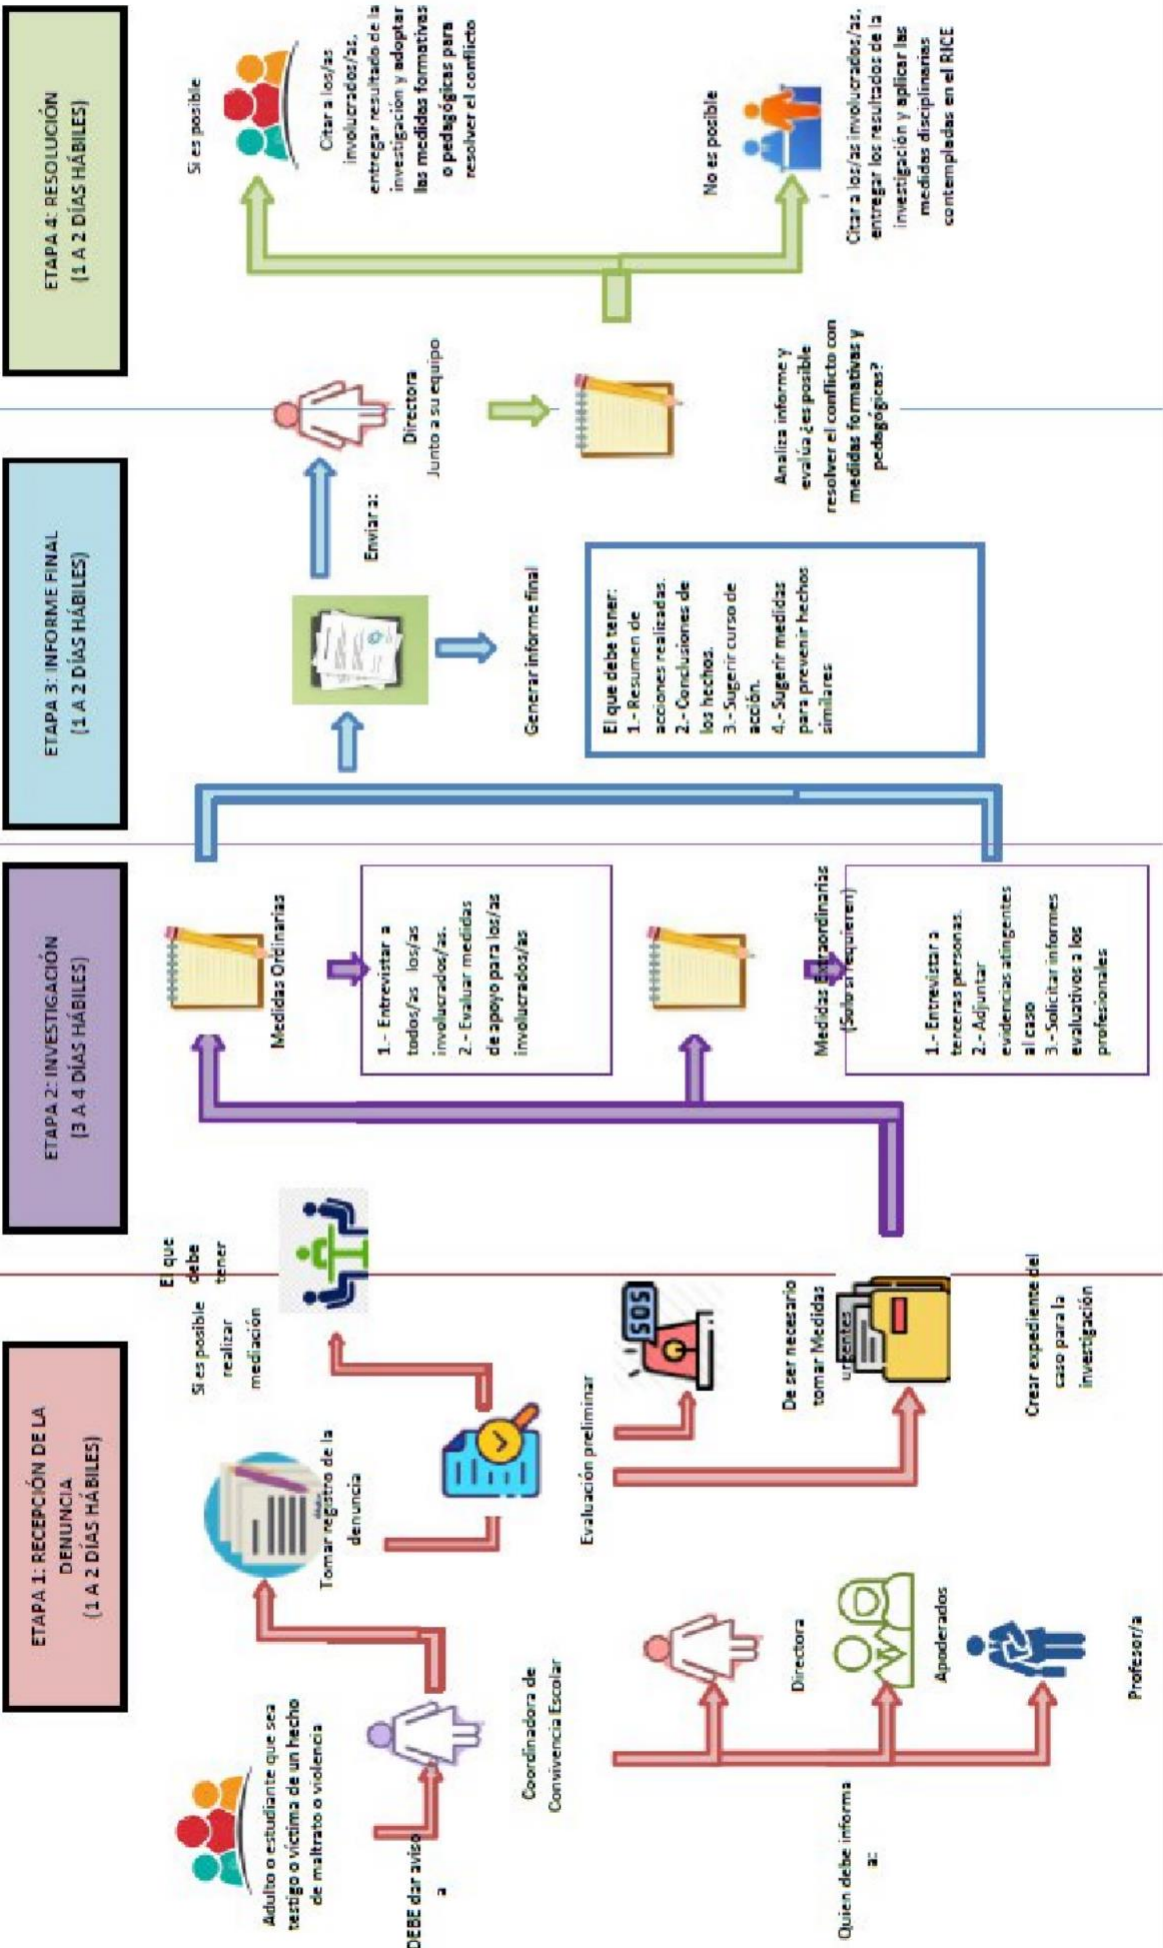 ETAPA 1: RECEPCIÓN DE LA
DENUNCIA
(1 A 2 DÍAS HÁBILES)
Adulto o estudiante que sea
testigo o víctima de un hecho
de maltrato o violencia
DEBE dar aviso
a
Coordinadora de
Convivencia Escolar
Quien debe informa
a:
Directora
Apoderados
Profesor/a
Tomar registro de la
denuncia
Evaluación preliminar
Si es posible
realizar
mediación
El que
debe
tener
SOS
De ser necesario
tomar Medidas
urgentes
Crear expediente del
caso para la
investigación
ETAPA 2: INVESTIGACIÓN
(3 A 4 DÍAS HÁBILES)
Medidas Ordinarias
1.- Entrevistar a
todos/as los/as
involucrados/as.
2.- Evaluar medidas
de apoyo para los/as
involucrados/as
Medidas Extraordinarias
(Solo si requieren)
1.- Entrevistar a
terceras personas.
2.- Adjuntar
evidencias atingentes
al caso
3.- Solicitar informes
evaluativos a los
profesionales
ETAPA 3: INFORME FINAL
(1 A 2 DÍAS HÁBILES)
Generar informe final
El que debe tener:
1.- Resumen de
acciones realizadas.
2.- Conclusiones de
los hechos.
3.- Sugerir curso de
acción.
4.- Sugerir medidas
para prevenir hechos
similares
Enviar a:
Directora
Junto a su equipo
Analiza informe y
evalúa ¿es posible
resolver el conflicto con
medidas formativas y
pedagógicas?
ETAPA 4: RESOLUCIÓN
(1 A 2 DÍAS HÁBILES)
Si es posible
Citar a los/as
involucrados/as,
entregar resultado de la
investigación y adoptar
las medidas formativas
o pedagógicas para
resolver el conflicto
No es posible
Citar a los/as involucrados/as,
entregar los resultados de la
investigación y aplicar las
medidas disciplinarias
contempladas en el RICE